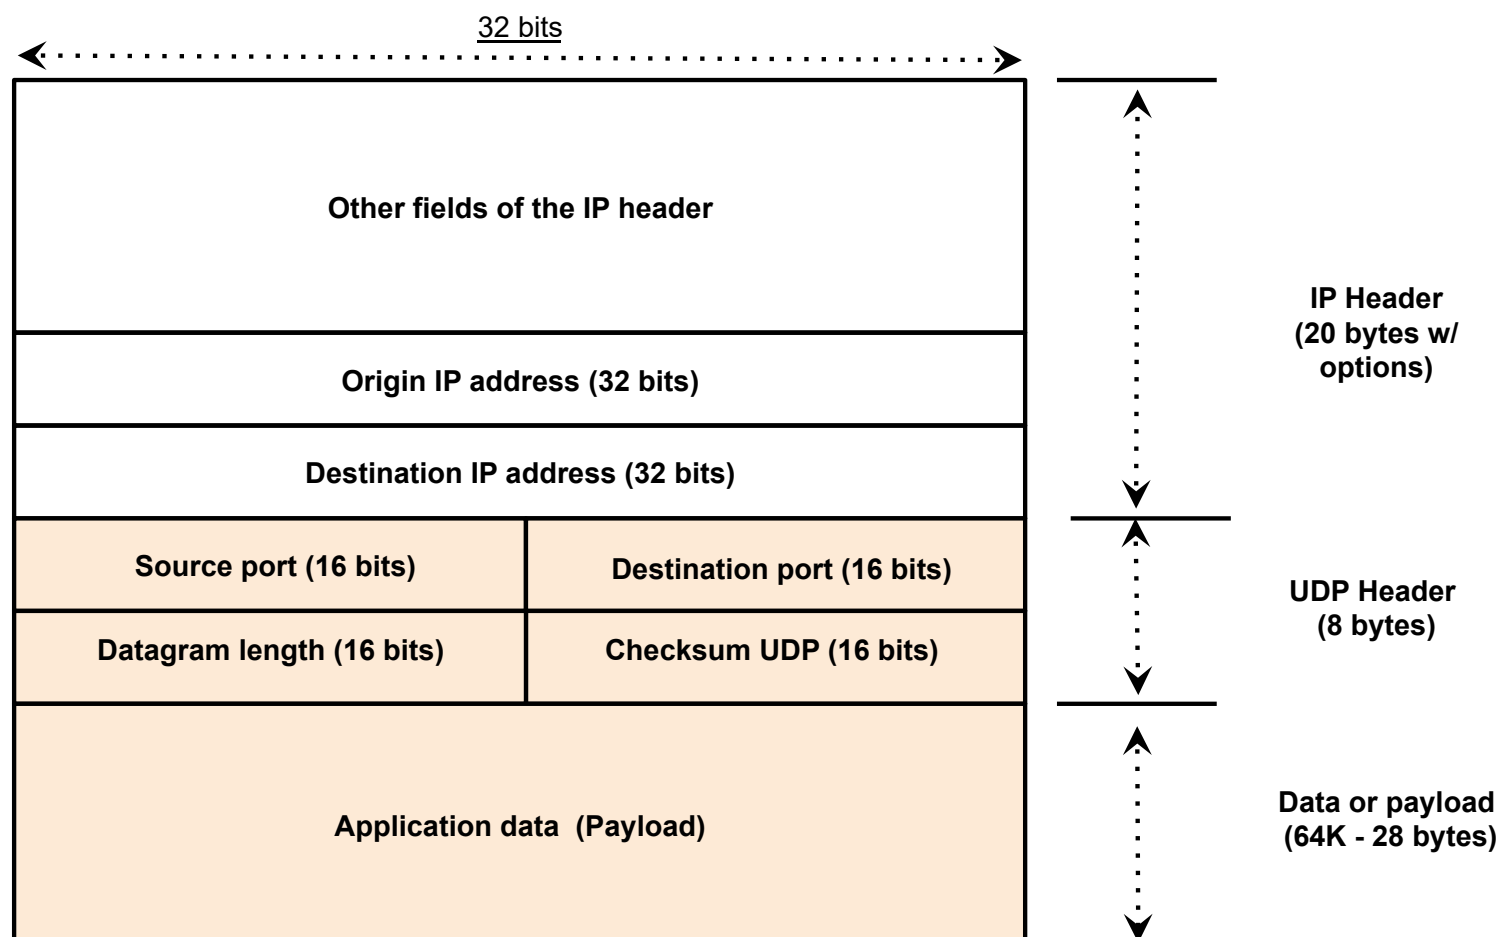 32 bits
Other fields of the IP header
IP Header
(20 bytes w/
options)
Origin IP address (32 bits)
Destination IP address (32 bits)
Source port (16 bits)
Destination port (16 bits)
UDP Header
(8 bytes)
Datagram length (16 bits)
Checksum UDP (16 bits)
Application data (Payload)
Data or payload
(64K - 28 bytes)